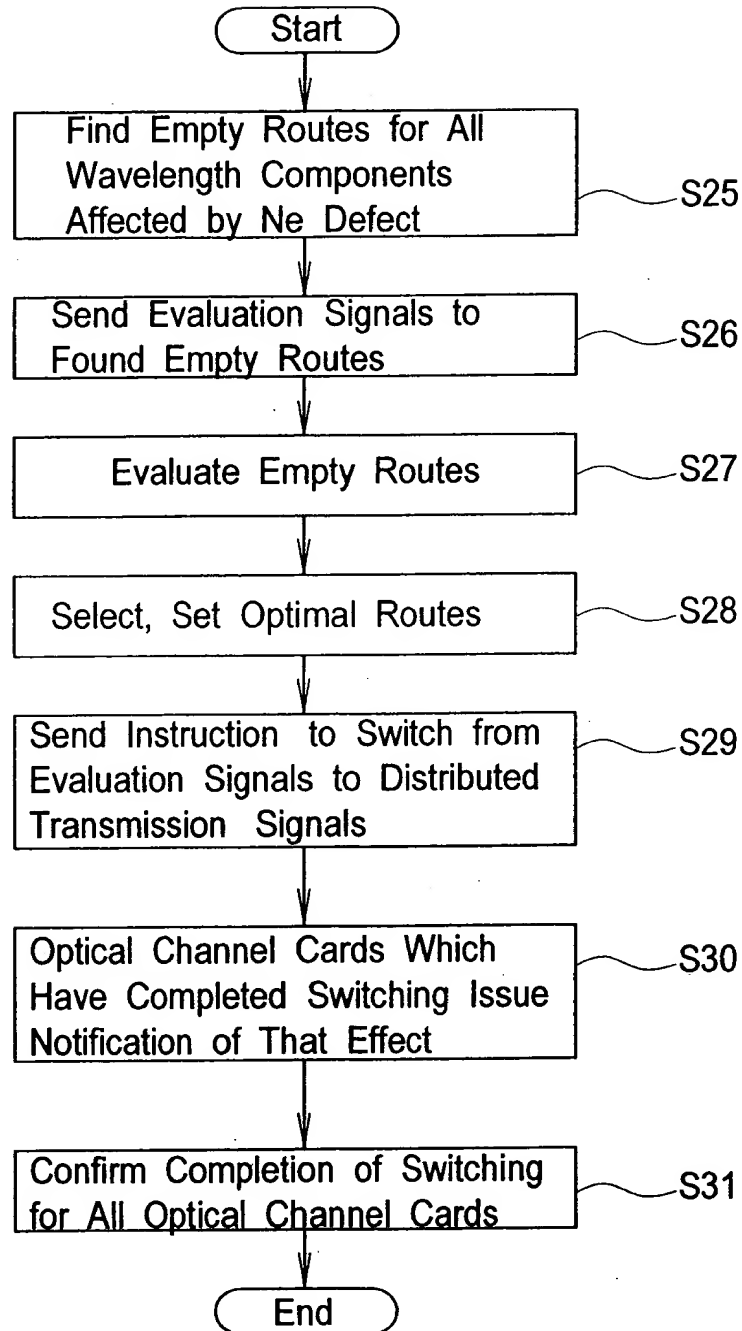 Start
Find Empty Routes for All
Wavelength Components
Affected by Ne Defect
S25
Send Evaluation Signals to
Found Empty Routes
S26
Evaluate Empty Routes
S27
Select, Set Optimal Routes
S28
Send Instruction to Switch from
Evaluation Signals to Distributed
Transmission Signals
S29
Optical Channel Cards Which
Have Completed Switching Issue
Notification of That Effect
S30
Confirm Completion of Switching
for All Optical Channel Cards
S31
End